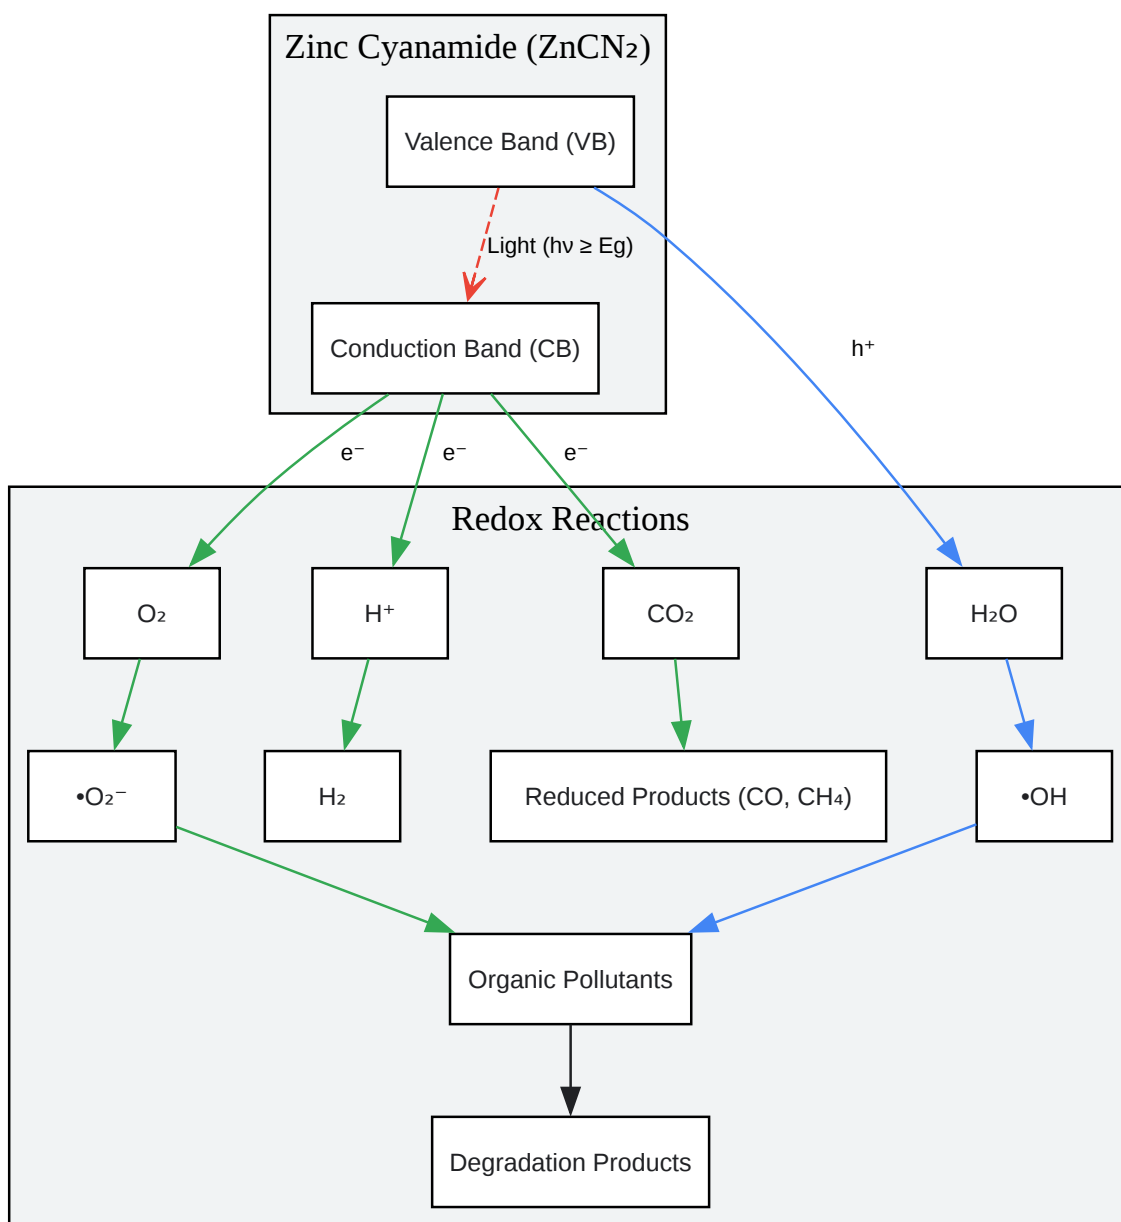 Zinc Cyanamide (ZnCN₂)
Valence Band (VB)
Light (hν ≥ Eg)
Conduction Band (CB)
h⁺
e⁻
e⁻
e⁻
Redox Reactions
O₂
H⁺
CO₂
H₂O
•O₂⁻
H₂
Reduced Products (CO, CH₄)
•OH
Organic Pollutants
Degradation Products